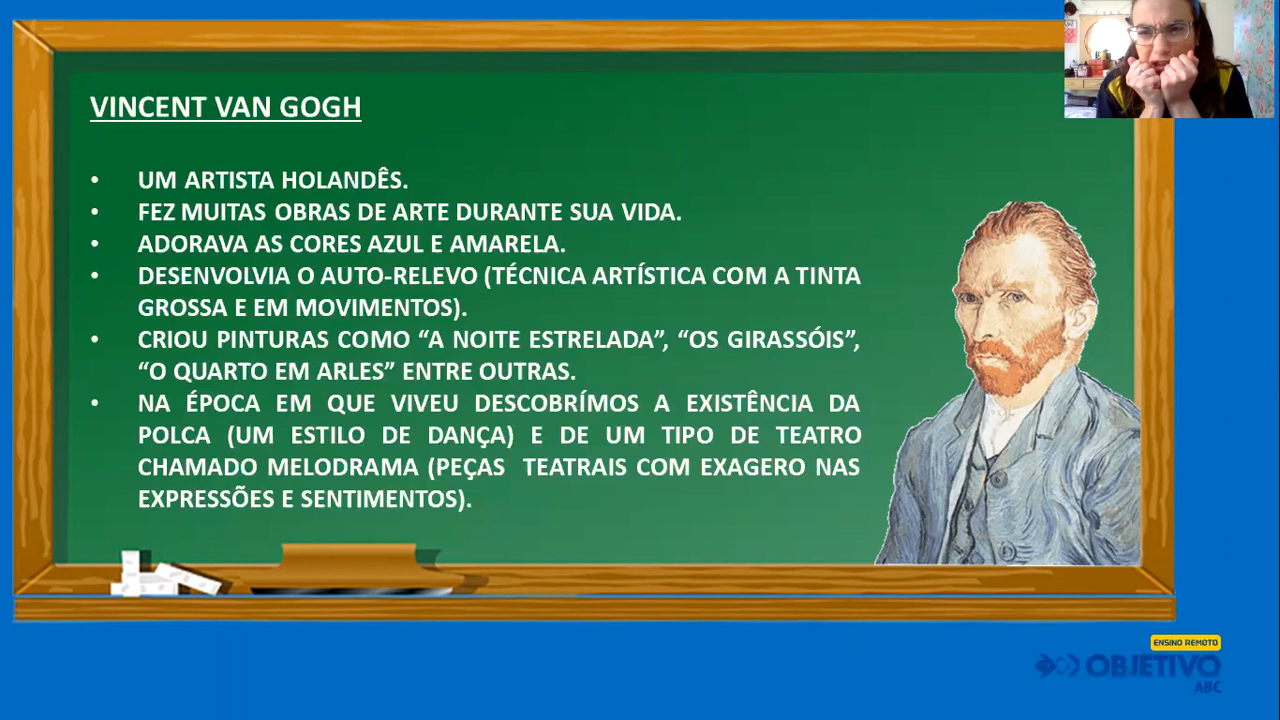 VINCENT VAN GOGH
• UM ARTISTA HOLANDÊS.
• FEZ MUITAS OBRAS DE ARTE DURANTE SUA VIDA.
• ADORAVA AS CORES AZUL E AMARELA.
• DESENVOLVIA O AUTO-RELEVO (TÉCNICA ARTÍSTICA COM A TINTA
GROSSA E EM MOVIMENTOS).
• CRIOU PINTURAS COMO “A NOITE ESTRELADA”, “OS GIRASSÓIS”,
“O QUARTO EM ARLES” ENTRE OUTRAS.
• NA ÉPOCA EM QUE VIVEU DESCOBRÍMOS A EXISTÊNCIA DA
POLCA (UM ESTILO DE DANÇA) E DE UM TIPO DE TEATRO
CHAMADO MELODRAMA (PEÇAS TEATRAIS COM EXAGERO NAS
EXPRESSÕES E SENTIMENTOS).
ENSINO REMOTO
OBJETIVO
ABC